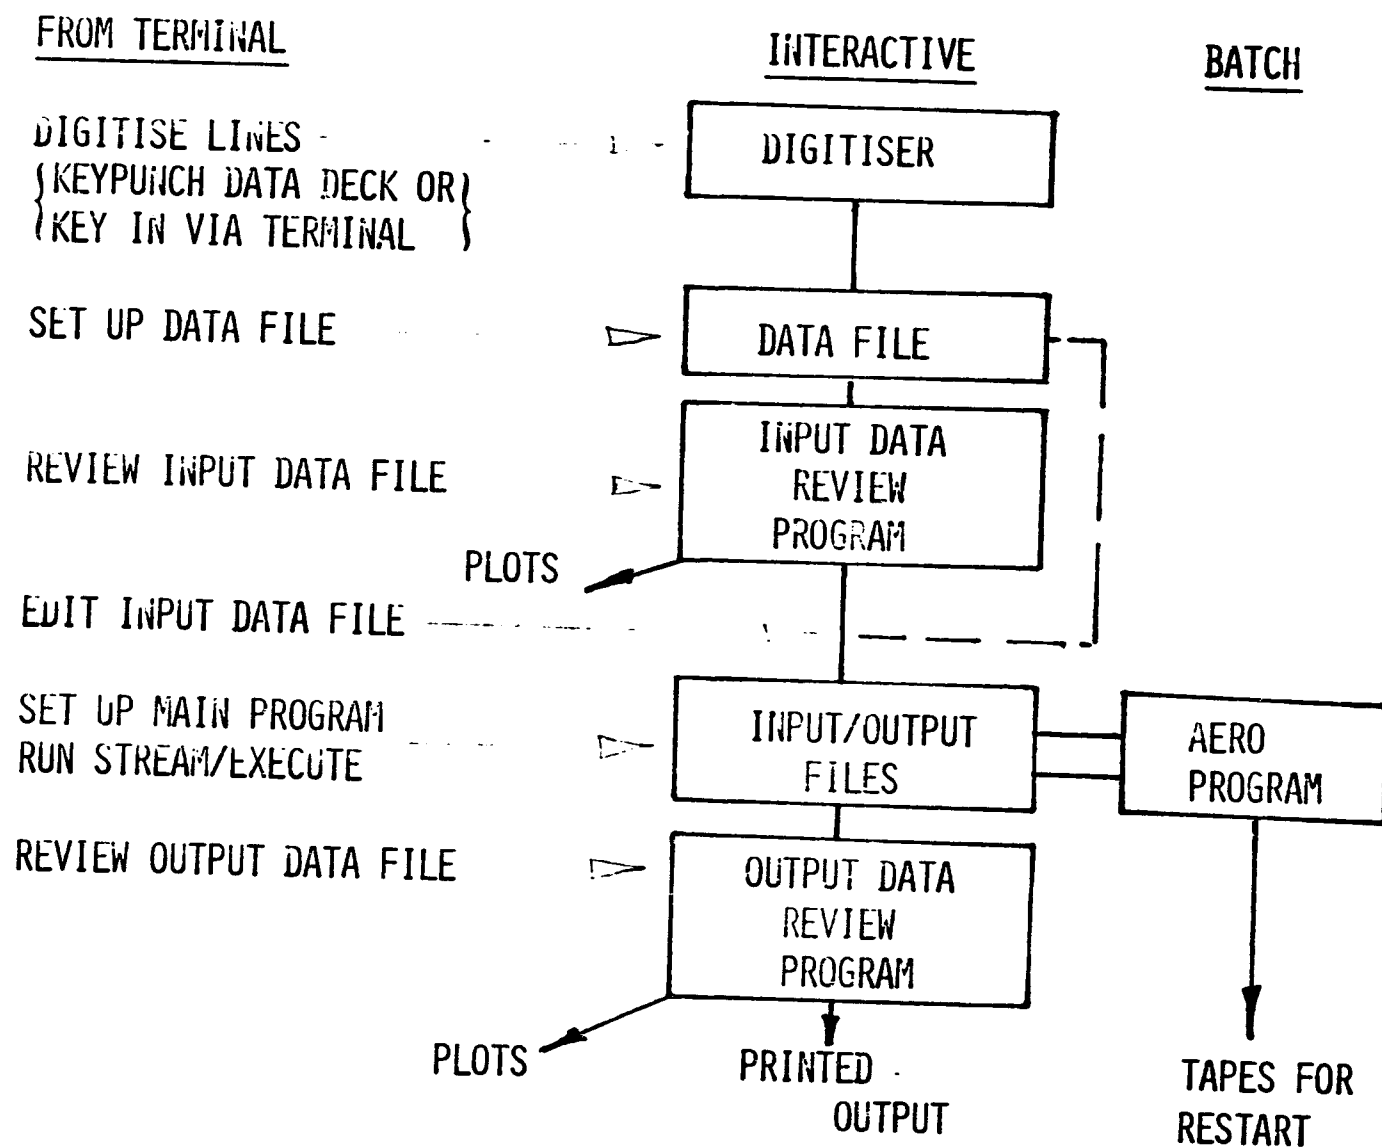 FROM TERMINAL
INTERACTIVE
BATCH
DIGITISE LINES
KEYPUNCH DATA DECK OR
KEY IN VIA TERMINAL
DIGITISER
SET UP DATA FILE
DATA FILE
REVIEW INPUT DATA FILE
INPUT DATA
REVIEW
PROGRAM
PLOTS
EDIT INPUT DATA FILE
SET UP MAIN PROGRAM
RUN STREAM/EXECUTE
INPUT/OUTPUT
FILES
AERO
PROGRAM
REVIEW OUTPUT DATA FILE
OUTPUT DATA
REVIEW
PROGRAM
PLOTS
PRINTED
OUTPUT
TAPES FOR
RESTART